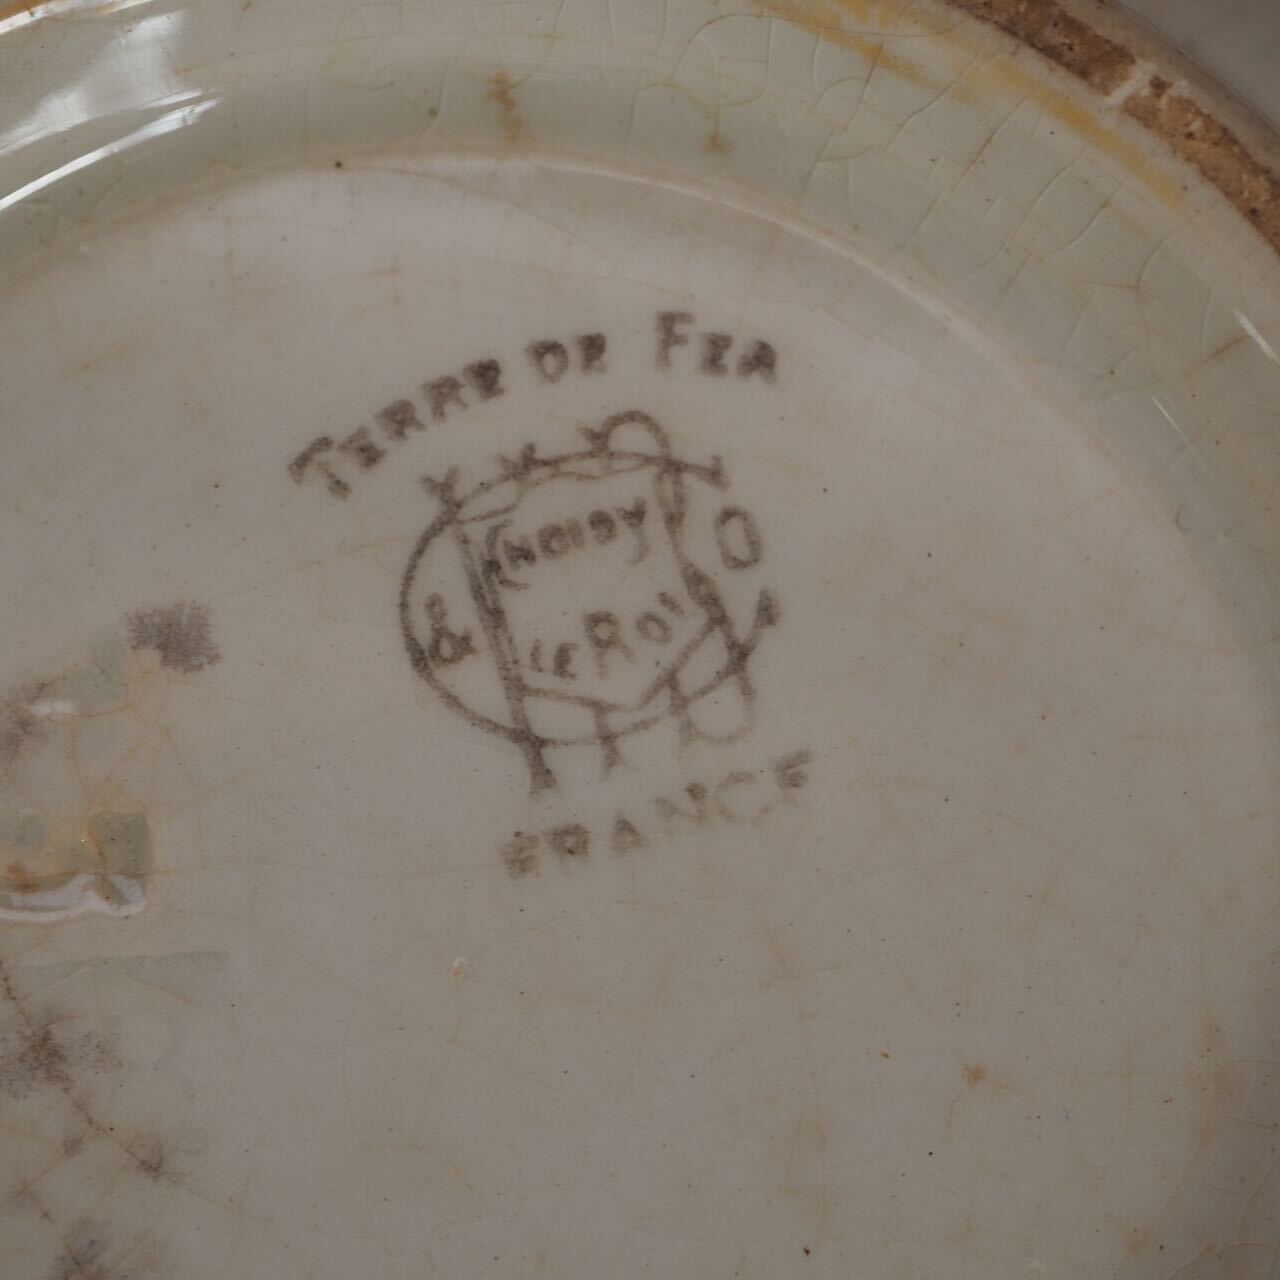 TERRE DE FER
CHOISY
LE ROI
&
O
FRANCE